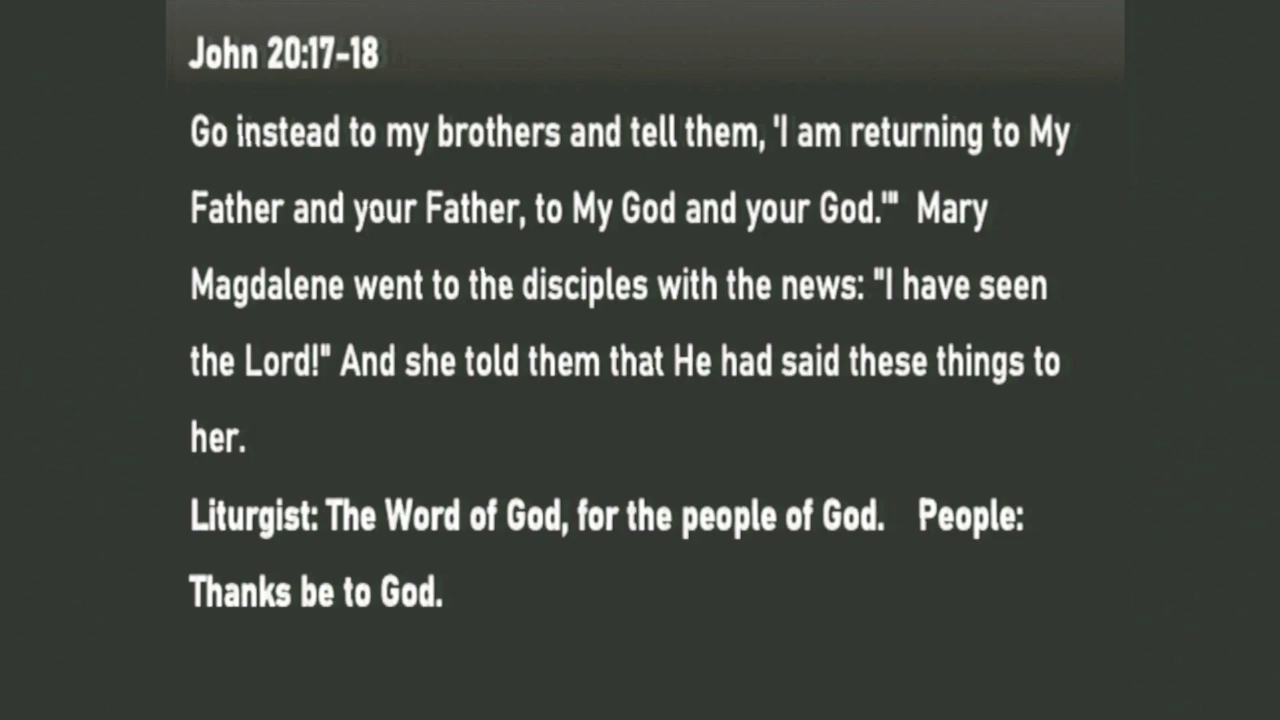 John 20:17-18
Go instead to my brothers and tell them, 'I am returning to My
Father and your Father, to My God and your God.'" Mary
Magdalene went to the disciples with the news: "I have seen
the Lord!" And she told them that He had said these things to
her.
Liturgist: The Word of God, for the people of God. People:
Thanks be to God.